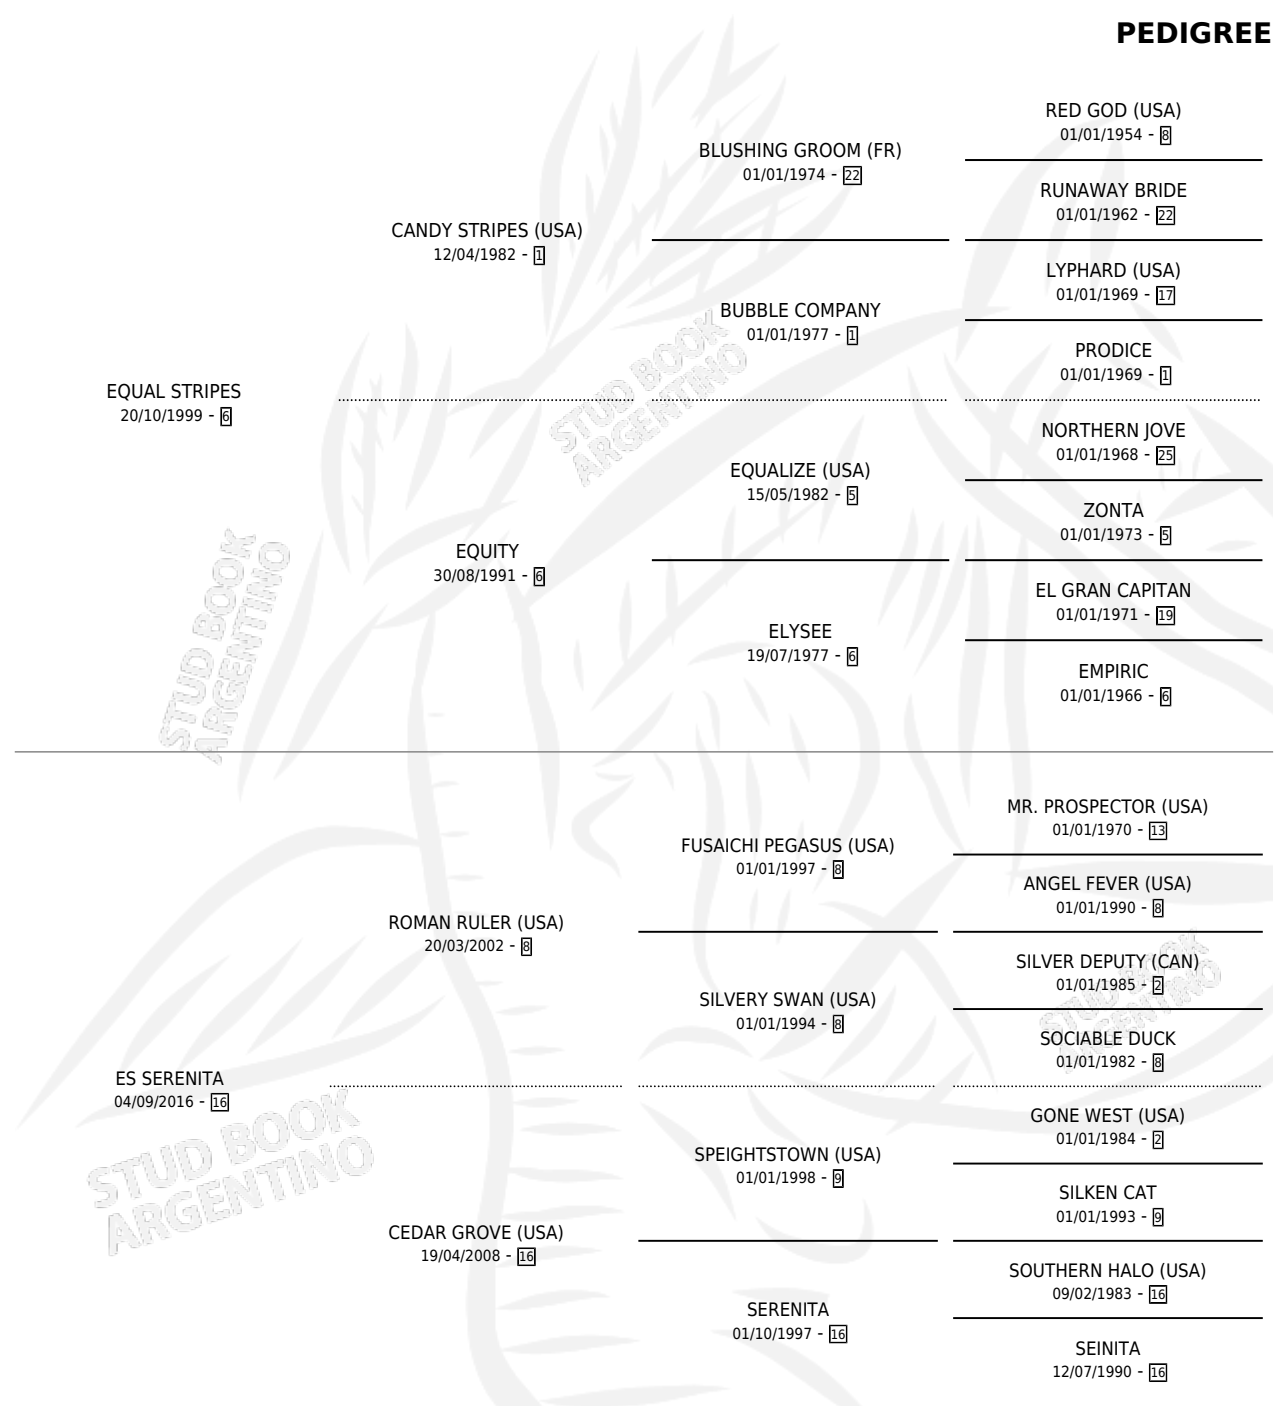 PEDIGREE
RED GOD (USA)
01/01/1954 - 8
BLUSHING GROOM (FR)
01/01/1974 - 22
RUNAWAY BRIDE
01/01/1962 - 22
CANDY STRIPES (USA)
12/04/1982 - 1
LYPHARD (USA)
01/01/1969 - 17
BUBBLE COMPANY
01/01/1977 - 1
PRODICE
01/01/1969 - 1
EQUAL STRIPES
20/10/1999 - 6
NORTHERN JOVE
01/01/1968 - 25
EQUALIZE (USA)
15/05/1982 - 5
ZONTA
01/01/1973 - 5
EQUITY
30/08/1991 - 6
EL GRAN CAPITAN
01/01/1971 - 19
ELYSEE
19/07/1977 - 6
EMPIRIC
01/01/1966 - 6
MR. PROSPECTOR (USA)
01/01/1970 - 13
FUSAICHI PEGASUS (USA)
01/01/1997 - 8
ANGEL FEVER (USA)
01/01/1990 - 8
ROMAN RULER (USA)
20/03/2002 - 8
SILVER DEPUTY (CAN)
01/01/1985 - 2
SILVERY SWAN (USA)
01/01/1994 - 8
SOCIABLE DUCK
01/01/1982 - 8
ES SERENITA
04/09/2016 - 16
GONE WEST (USA)
01/01/1984 - 2
SPEIGHTSTOWN (USA)
01/01/1998 - 9
SILKEN CAT
01/01/1993 - 9
CEDAR GROVE (USA)
19/04/2008 - 16
SOUTHERN HALO (USA)
09/02/1983 - 16
SERENITA
01/10/1997 - 16
SEINITA
12/07/1990 - 16
STUD BOOK
ARGENTINO
STUD BOOK
ARGENTINO
STUD BOOK
ARGENTINO
STUD BOOK
ARGENTINO